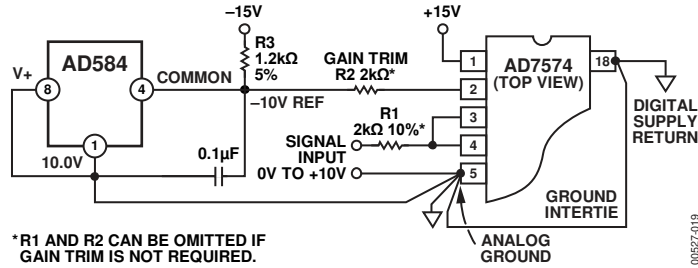 –15V
+15V
R3
1.2kΩ
5%
AD584
V+
8
4
COMMON
GAIN TRIM
R2 2kΩ*
–10V REF
1
10.0V
0.1µF
R1
2kΩ 10%*
SIGNAL
INPUT
0V TO +10V
1
2
3
4
5
AD7574
(TOP VIEW)
18
DIGITAL
SUPPLY
RETURN
GROUND
INTERTIE
ANALOG
GROUND
*R1 AND R2 CAN BE OMITTED IF
GAIN TRIM IS NOT REQUIRED.
00527-019